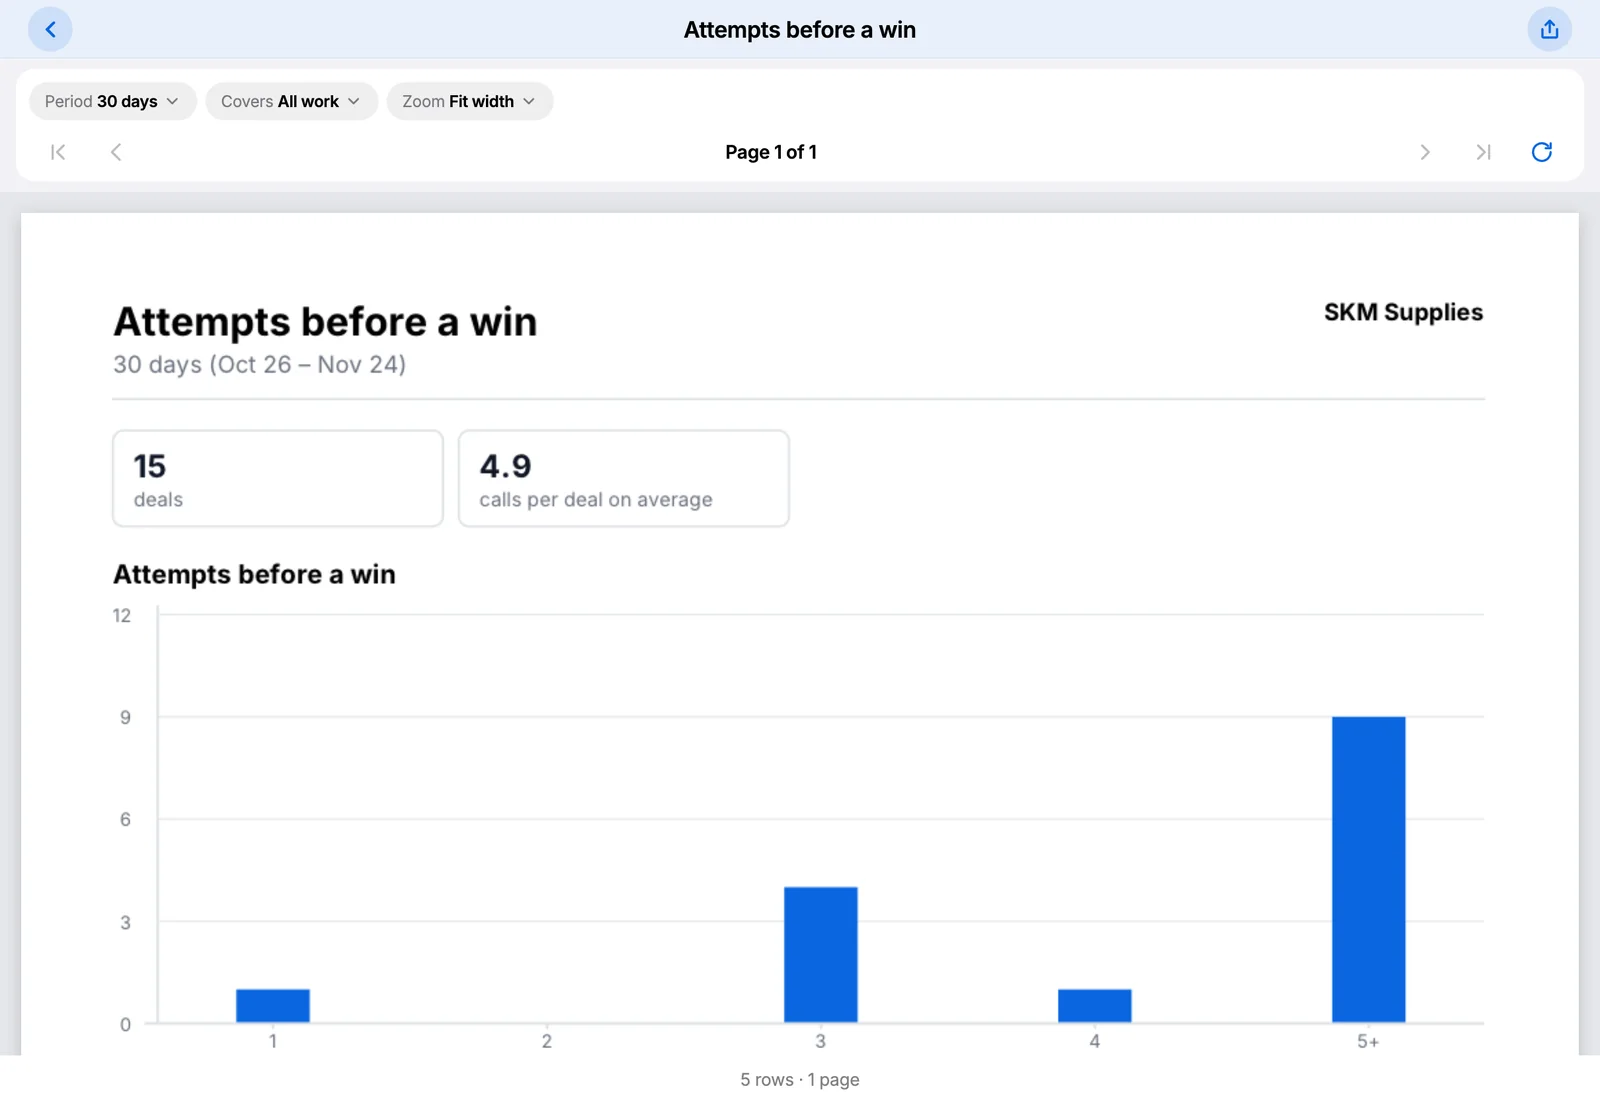 Attempts before a win
Period 30 days
Covers All work
Zoom Fit width
Page 1 of 1
Attempts before a win
SKM Supplies
30 days (Oct 26 – Nov 24)
15
deals
4.9
calls per deal on average
Attempts before a win
12
9
6
3
0
1
2
3
4
5+
5 rows · 1 page